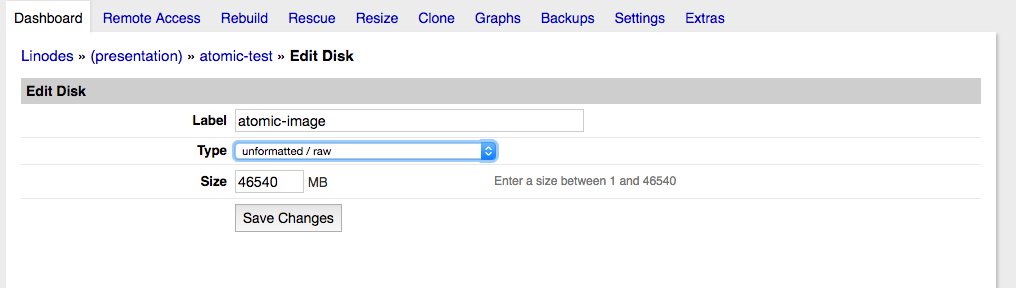 Dashboard Remote Access Rebuild Rescue Resize Clone Graphs Backups Settings Extras
Linodes » (presentation) » atomic-test » Edit Disk
Edit Disk
Label atomic-image
Type unformatted / raw
Size 46540 MB Enter a size between 1 and 46540
Save Changes